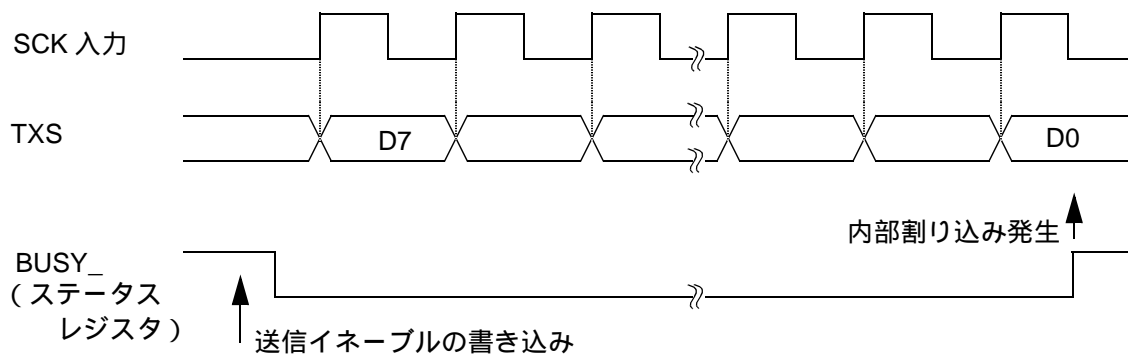 SCK 入力
TXS
D7
D0
内部割り込み発生
BUSY_
（ステータス
レジスタ）
送信イネーブルの書き込み